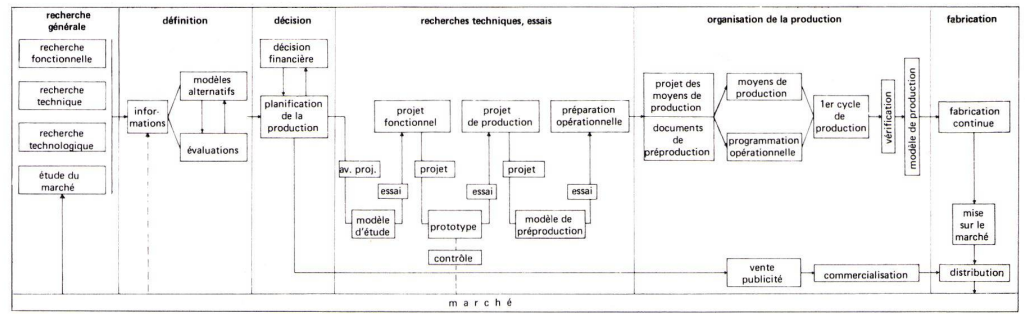 recherche
générale
définition
décision
recherches techniques, essais
organisation de la production
fabrication
recherche
fonctionnelle
recherche
technique
recherche
technologique
étude du
marché
infor-
mations
modèles
alternatifs
évaluations
décision
financière
planification
de la
production
av. proj.
modèle
d'étude
essai
projet
fonctionnel
projet
prototype
contrôle
essai
projet
de production
projet
modèle de
préproduction
essai
préparation
opérationnelle
projet des
moyens de
production
documents
de
préproduction
moyens de
production
programmation
opérationnelle
1er cycle
de
production
vérification
modèle de production
fabrication
continue
mise
sur le
marché
vente
publicité
commercialisation
distribution
marché